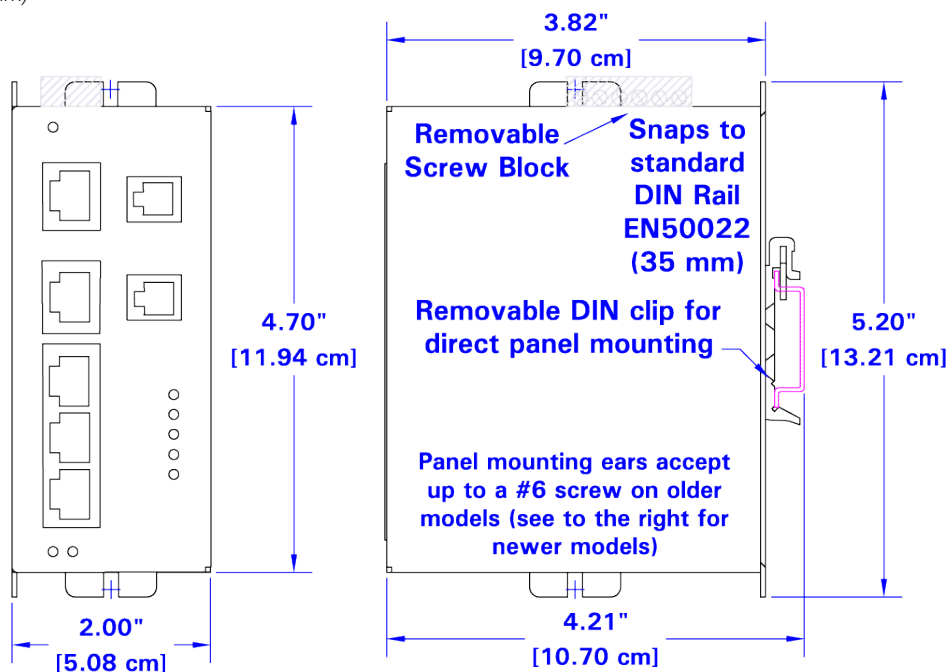 3.82"
[9.70 cm]
Removable
Screw Block
Snaps to
standard
DIN Rail
EN50022
(35 mm)
4.70"
[11.94 cm]
Removable DIN clip for
direct panel mounting
5.20"
[13.21 cm]
Panel mounting ears accept
up to a #6 screw on older
models (see to the right for
newer models)
2.00"
[5.08 cm]
4.21"
[10.70 cm]